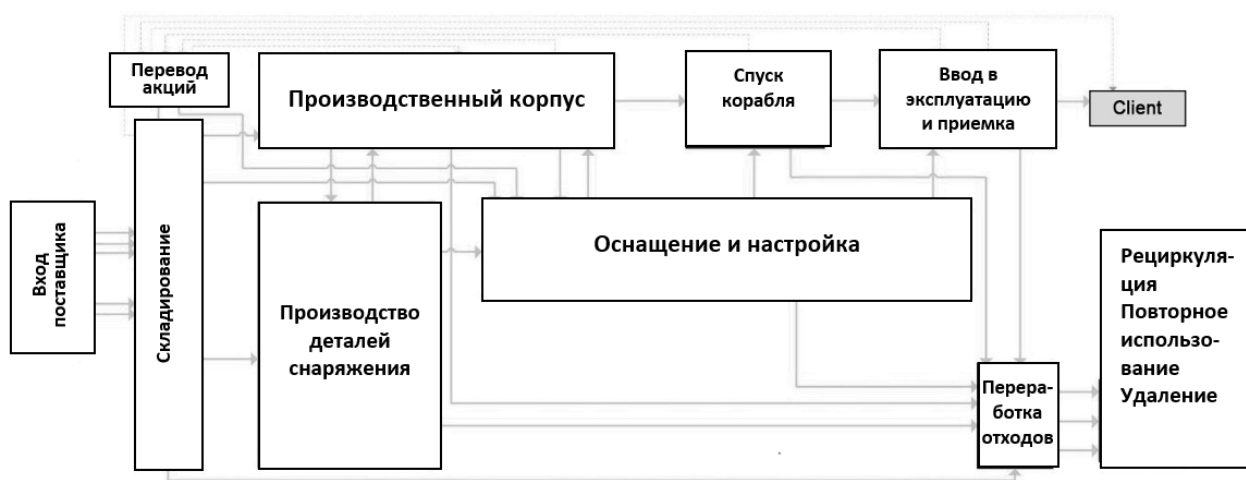 Перевод
акций
Производственный корпус
Спуск
корабля
Ввод в
эксплуатацию
и приемка
Client
Вход
поставщика
Складирование
Производство
деталей
снаряжения
Оснащение и настройка
Перера-
ботка
отходов
Рециркуля-
ция
Повторное
использо-
вание
Удаление